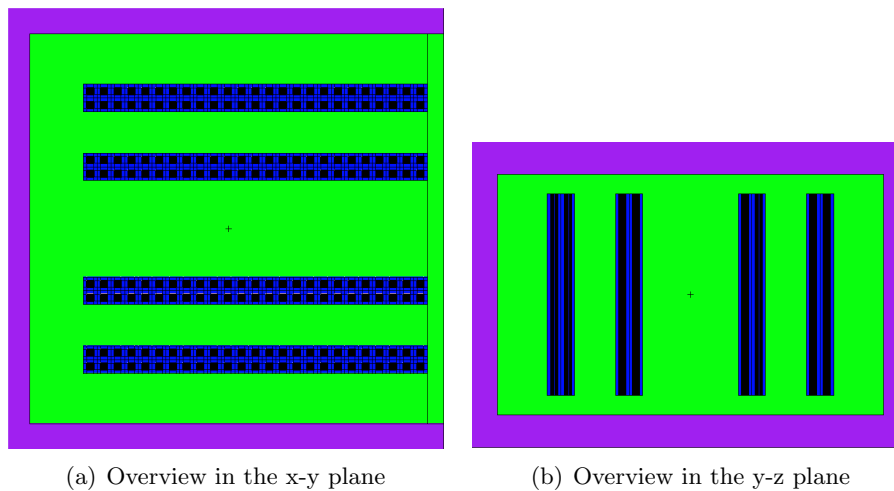 (a) Overview in the x-y plane
(b) Overview in the y-z plane